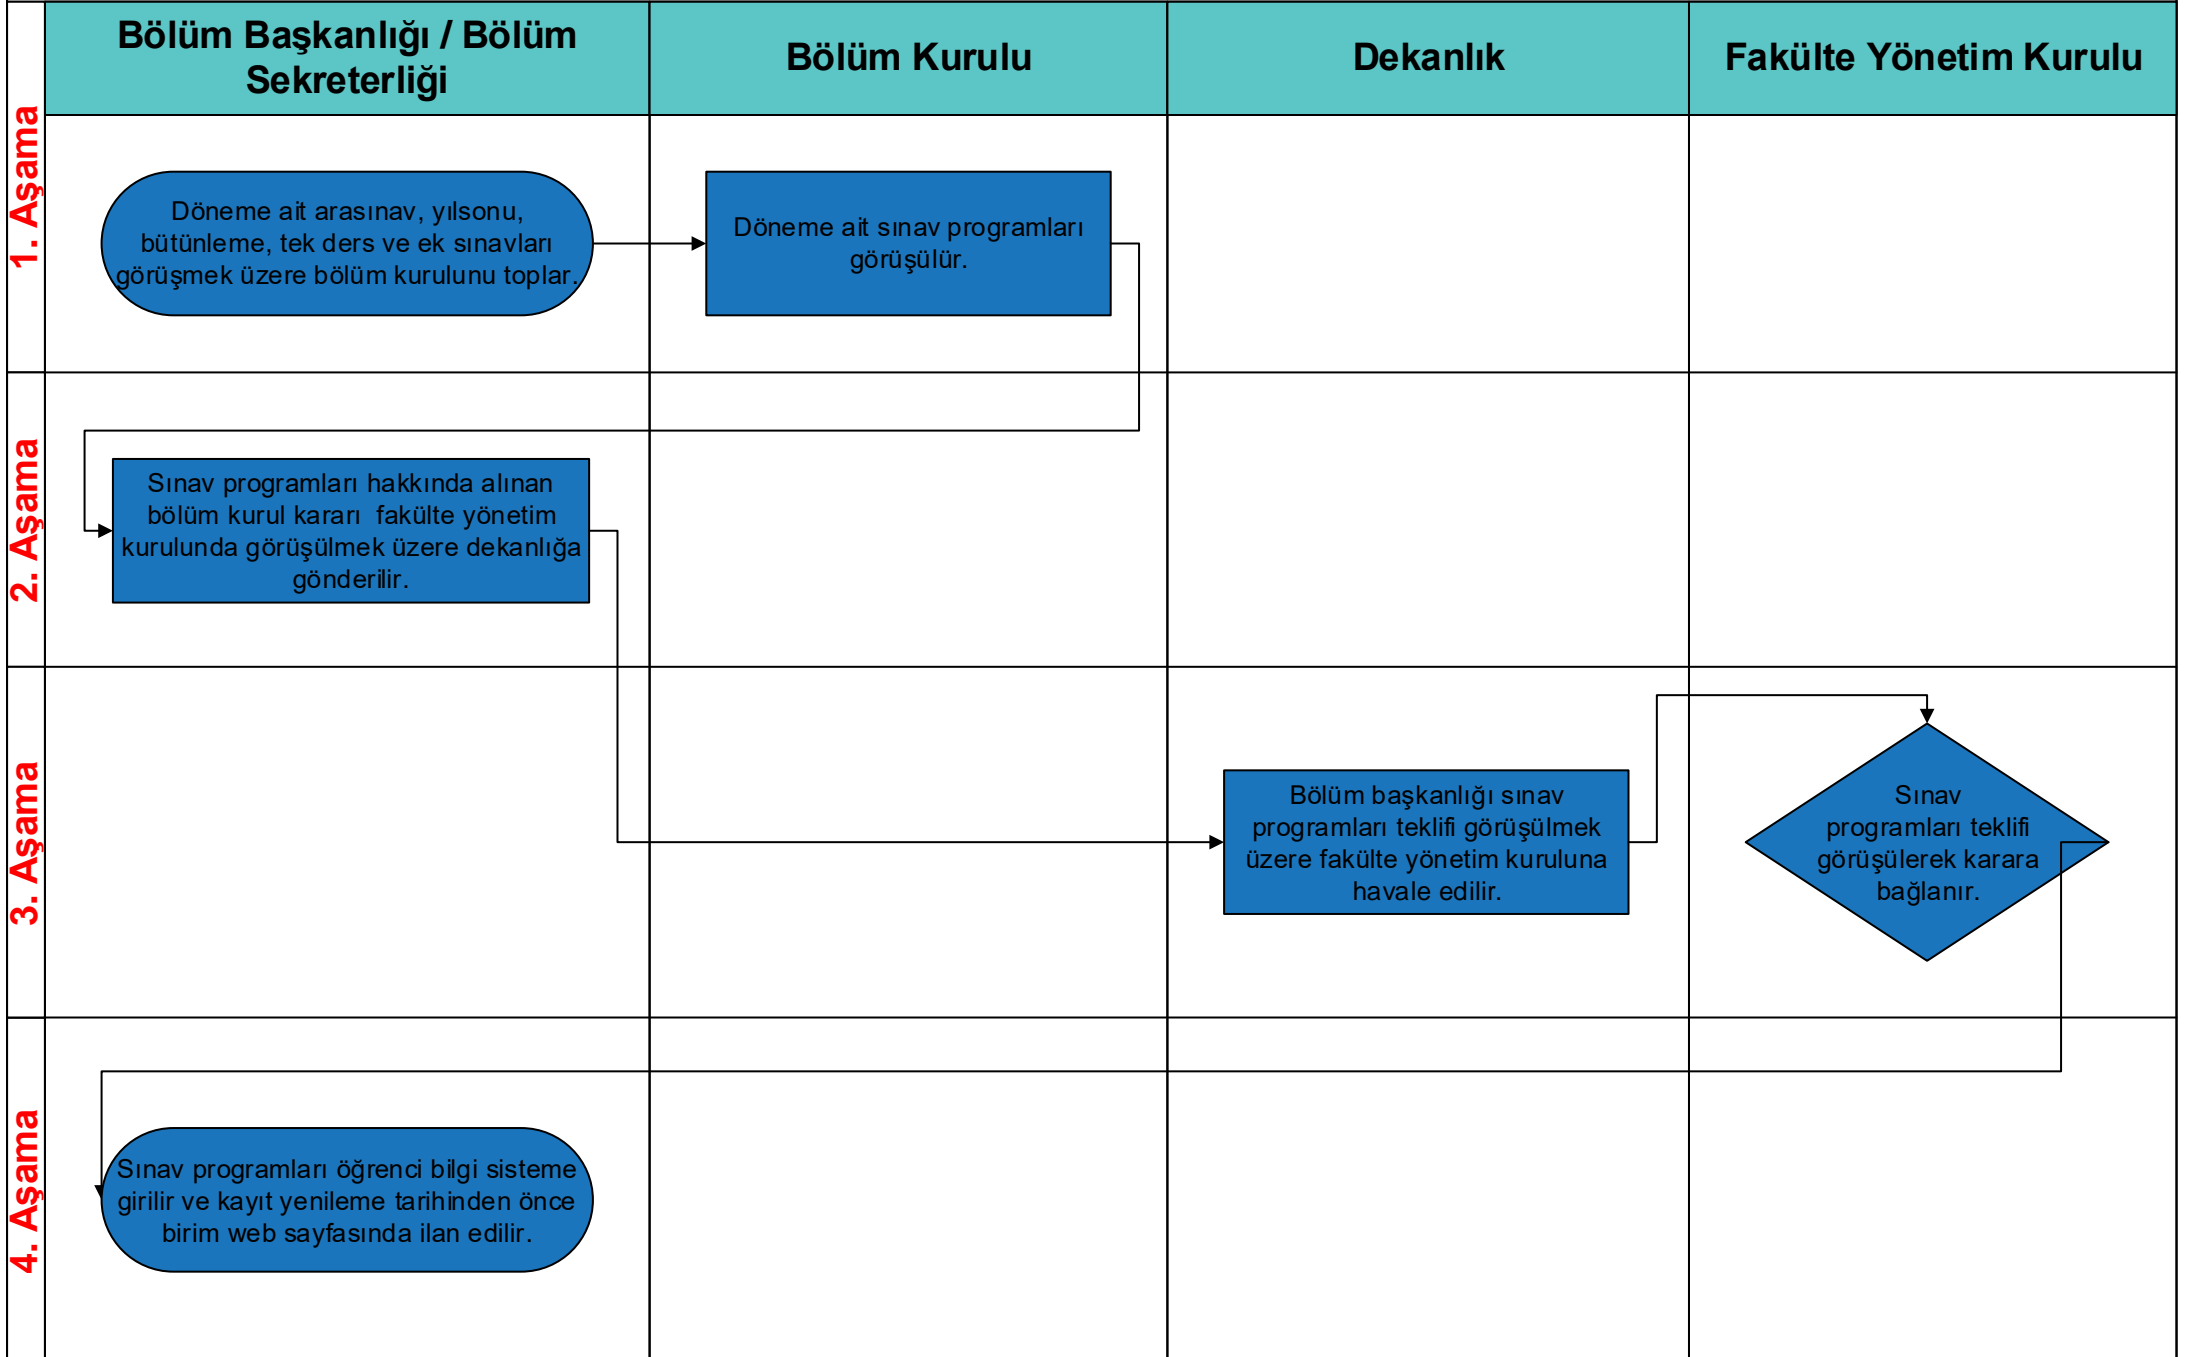 Bölüm Başkanlığı / Bölüm
Sekreterliği
Bölüm Kurulu
Dekanlık
Fakülte Yönetim Kurulu
1. Aşama
Döneme ait arasınav, yılsonu,
bütünleme, tek ders ve ek sınavları
görüşmek üzere bölüm kurulunu toplar.
Döneme ait sınav programları
görüşülür.
2. Aşama
Sınav programları hakkında alınan
bölüm kurul kararı  fakülte yönetim
kurulunda görüşülmek üzere dekanlığa
gönderilir.
3. Aşama
Bölüm başkanlığı sınav
programları teklifi görüşülmek
üzere fakülte yönetim kuruluna
havale edilir.
Sınav
programları teklifi
görüşülerek karara
bağlanır.
4. Aşama
Sınav programları öğrenci bilgi sisteme
girilir ve kayıt yenileme tarihinden önce
birim web sayfasında ilan edilir.